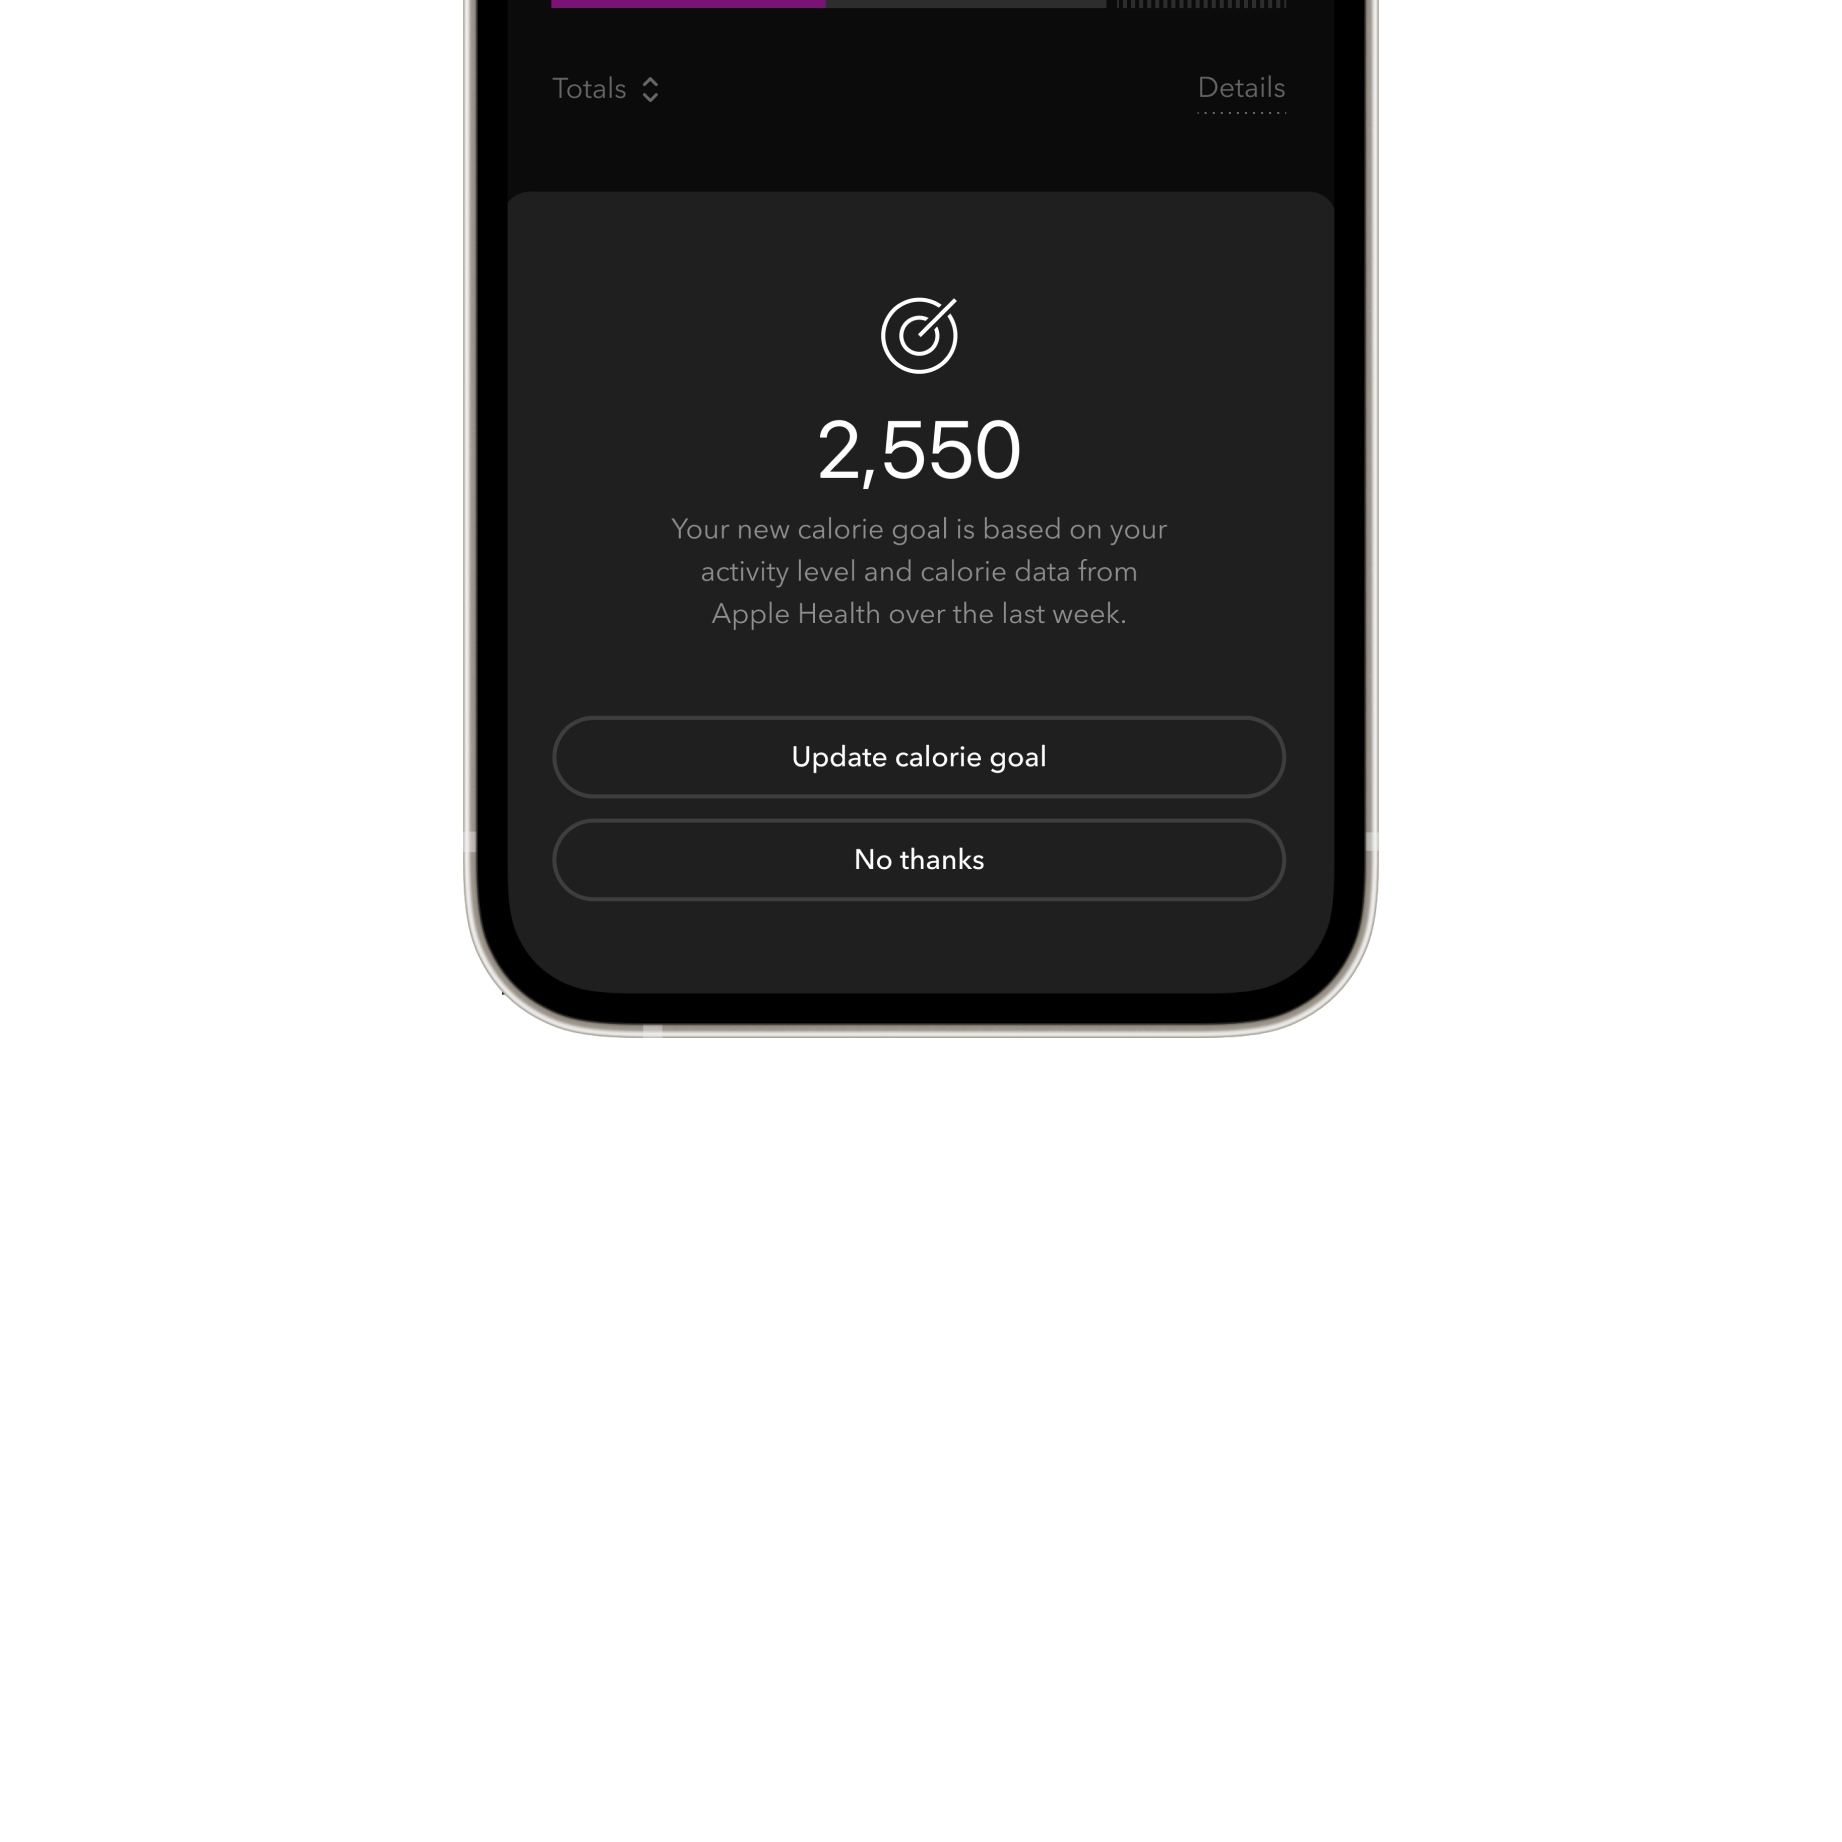 Totals
Details
2,550
Your new calorie goal is based on your
activity level and calorie data from
Apple Health over the last week.
Update calorie goal
No thanks